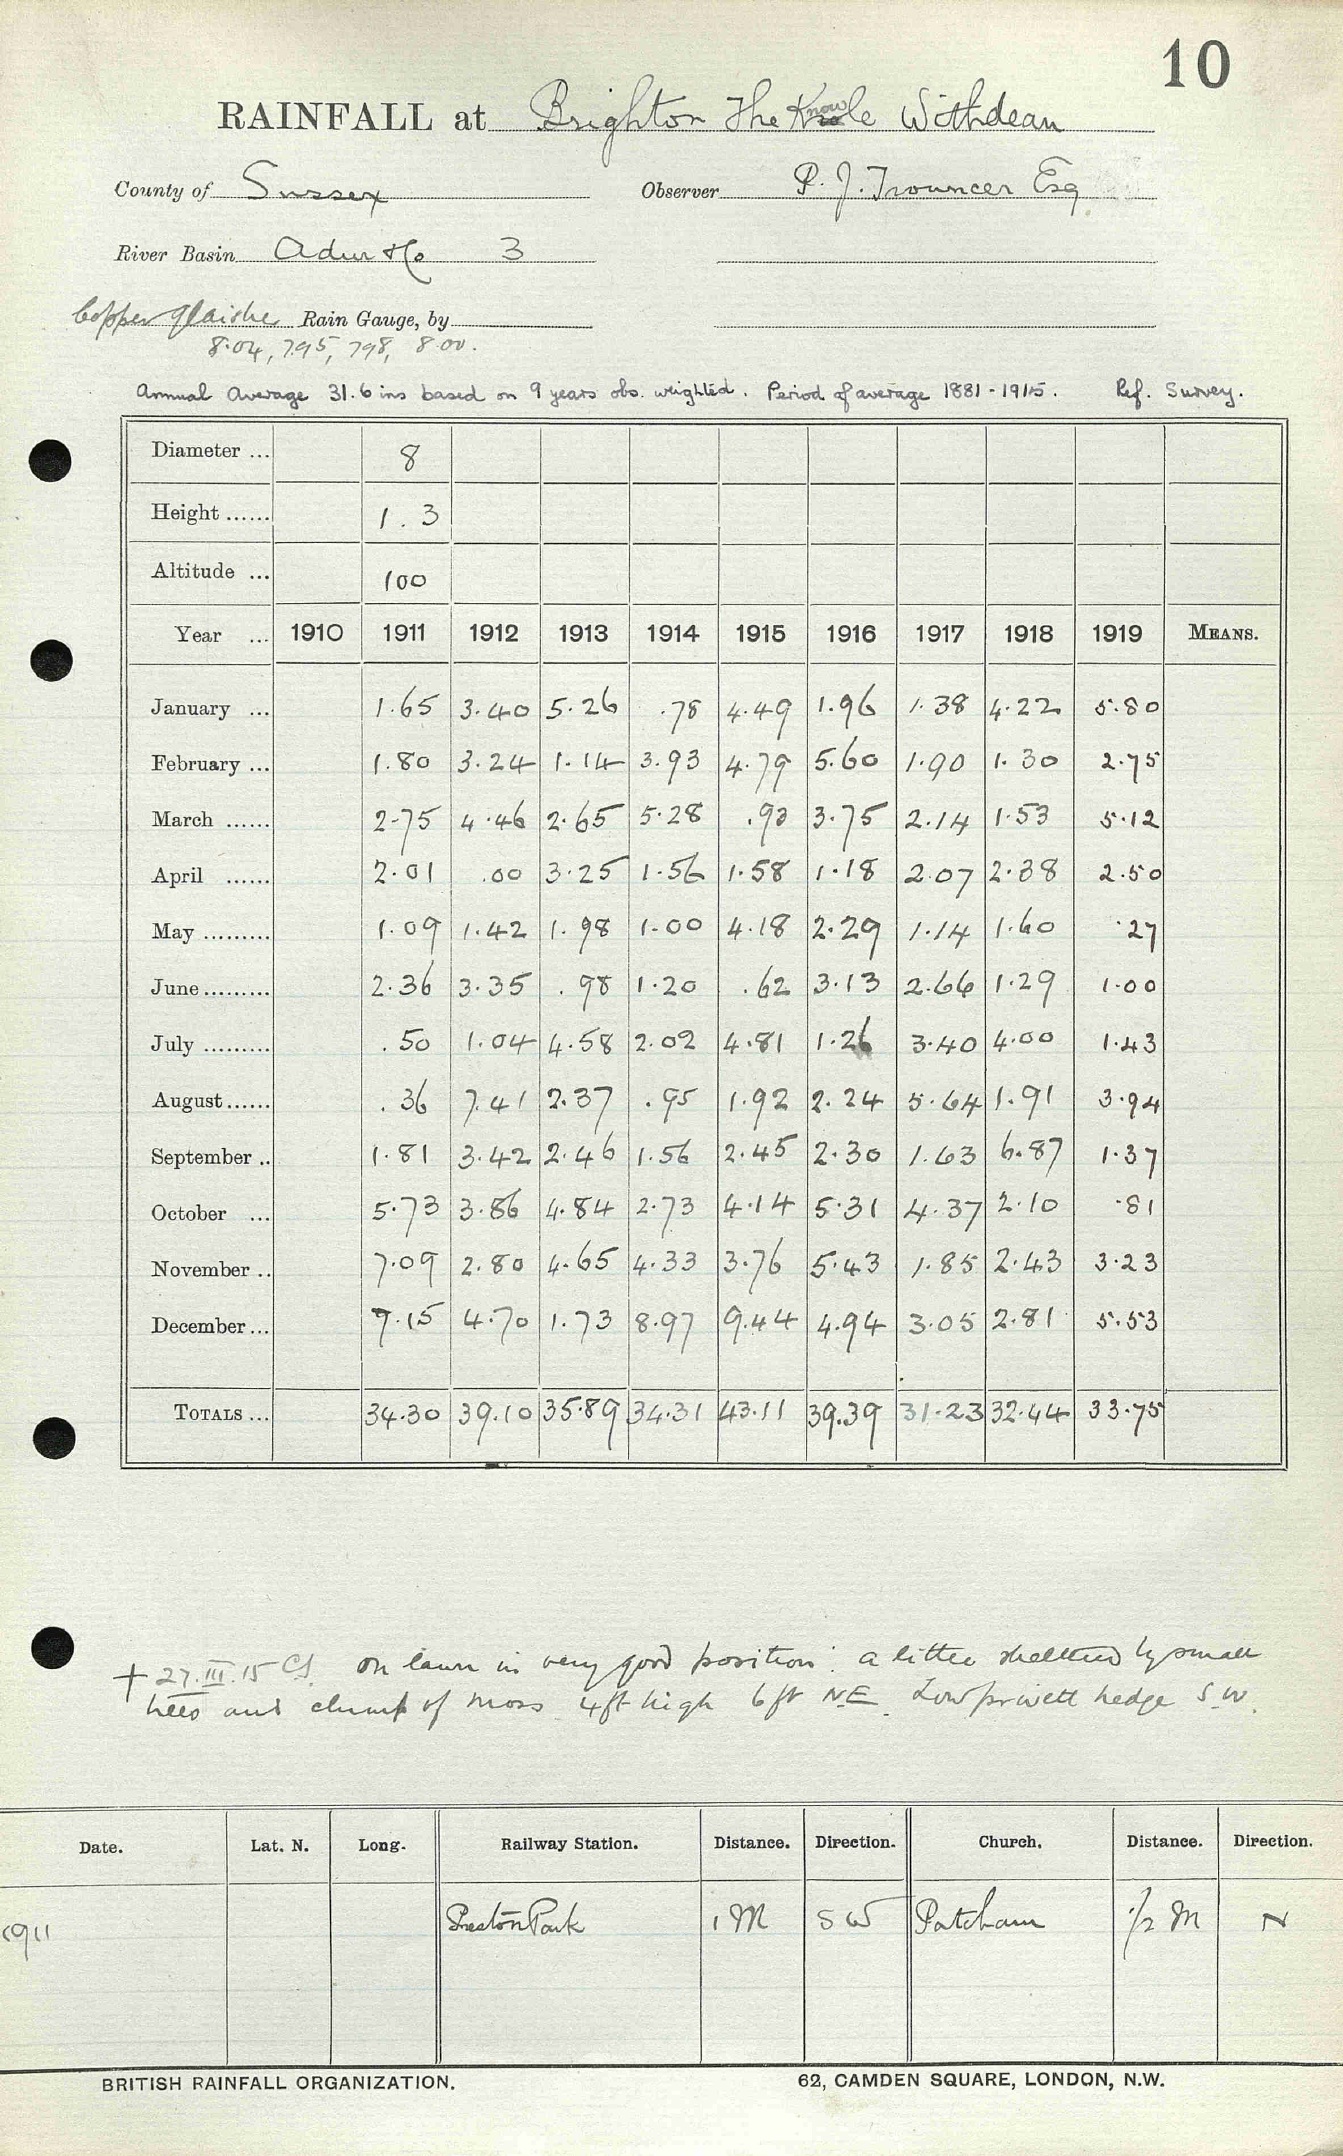 10
RAINFALL at Brighton The Knowle Withdean
County of Sussex Observer P. J. Trouncer Esq
River Basin Adur &c 3
Copper Glaisher Rain Gauge, by
8.04, 7.95, 7.98, 8.00.
Annual Average 31.6 ins based on 9 years obs. weighted. Period of average 1881-1915. Ref. Survey.
Diameter ... 8
Height ...... 1.3
Altitude ... 100
Year ... 1910 1911 1912 1913 1914 1915 1916 1917 1918 1919 MEANS.
January ... 1.65 3.40 5.26 .78 4.49 1.96 1.38 4.22 5.80
February ... 1.80 3.24 1.14 3.93 4.79 5.60 1.90 1.30 2.75
March ...... 2.75 4.46 2.65 5.28 .93 3.75 2.14 1.53 5.12
April ...... 2.01 .00 3.25 1.56 1.58 1.18 2.07 2.38 2.50
May ......... 1.09 1.42 1.98 1.00 4.18 2.29 1.14 1.60 .27
June ......... 2.36 3.35 .98 1.20 .62 3.13 2.66 1.29 1.00
July ......... .50 1.04 4.58 2.02 4.81 1.26 3.40 4.00 1.43
August ...... .36 7.41 2.37 .95 1.92 2.24 5.64 1.91 3.94
September .. 1.81 3.42 2.46 1.56 2.45 2.30 1.63 6.87 1.37
October ... 5.73 3.86 4.84 2.73 4.14 5.31 4.37 2.10 .81
November .. 7.09 2.80 4.65 4.33 3.76 5.43 1.85 2.43 3.23
December ... 7.15 4.70 1.73 8.97 9.44 4.94 3.05 2.81 5.53
TOTALS ... 34.30 39.10 35.89 34.31 43.11 39.39 31.23 32.44 33.75
+ 27.III.15 CS. On lawn in very good position. a little sheltered by small
trees and clump of moss 4ft high 6ft NE. Low privett hedge S.W.
Date. Lat. N. Long. Railway Station. Distance. Direction. Church. Distance. Direction.
1911 Preston Park 1 M SW Patcham 1/2 M N
BRITISH RAINFALL ORGANIZATION. 62, CAMDEN SQUARE, LONDON, N.W.